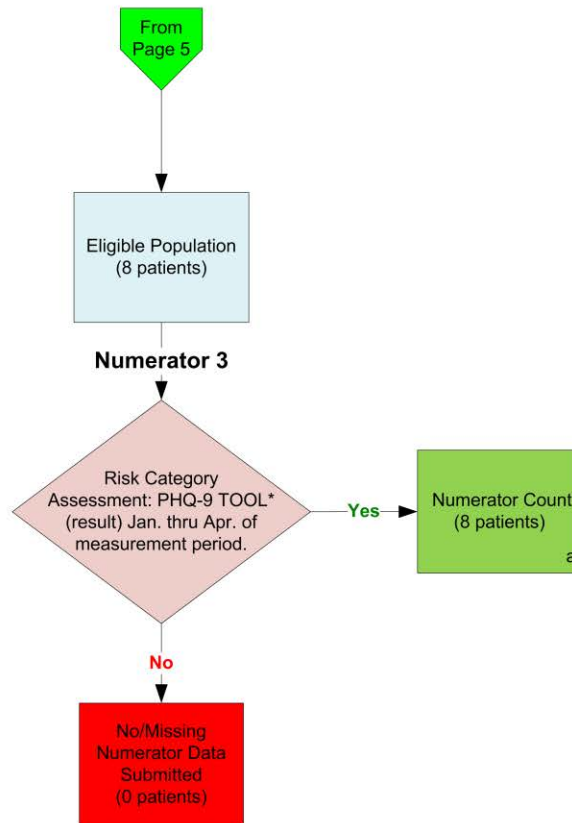 From
Page 5
Eligible Population
(8 patients)
Numerator 3
Risk Category
Assessment: PHQ-9 TOOL*
(result) Jan. thru Apr. of
measurement period.
Yes
Numerator Count
(8 patients)
a
No
No/Missing
Numerator Data
Submitted
(0 patients)